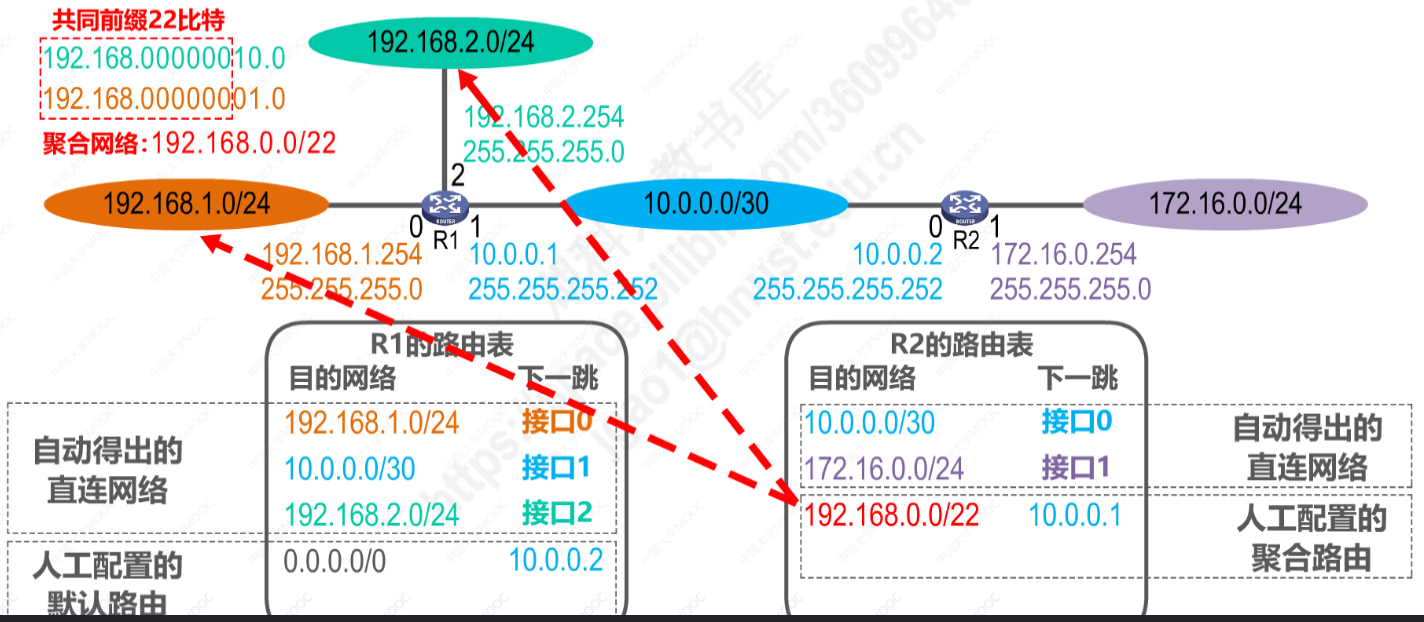 共同前缀22比特
192.168.00000010.0
192.168.00000001.0
聚合网络:192.168.0.0/22
192.168.2.0/24
192.168.2.254
255.255.255.0
2
192.168.1.0/24
0
ROUTER
R1
1
10.0.0.0/30
0
ROUTER
R2
1
172.16.0.0/24
192.168.1.254
255.255.255.0
10.0.0.1
255.255.255.252
10.0.0.2
255.255.255.252
172.16.0.254
255.255.255.0
R1的路由表
目的网络 下一跳
192.168.1.0/24 接口0
10.0.0.0/30 接口1
192.168.2.0/24 接口2
0.0.0.0/0 10.0.0.2
自动得出的
直连网络
人工配置的
默认路由
R2的路由表
目的网络 下一跳
10.0.0.0/30 接口0
172.16.0.0/24 接口1
192.168.0.0/22 10.0.0.1
自动得出的
直连网络
人工配置的
聚合路由